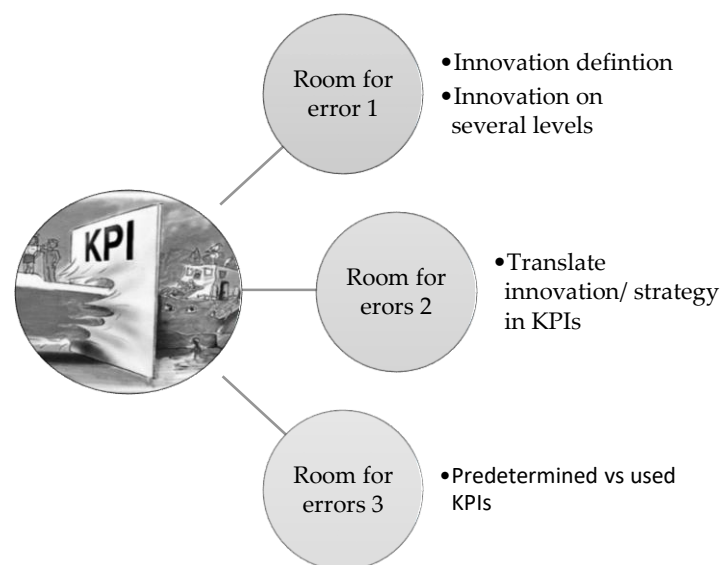 Room for
error 1
•Innovation defintion
•Innovation on
several levels
KPI
Room for
erors 2
•Translate
innovation/ strategy
in KPIs
Room for
errors 3
•Predetermined vs used
KPIs